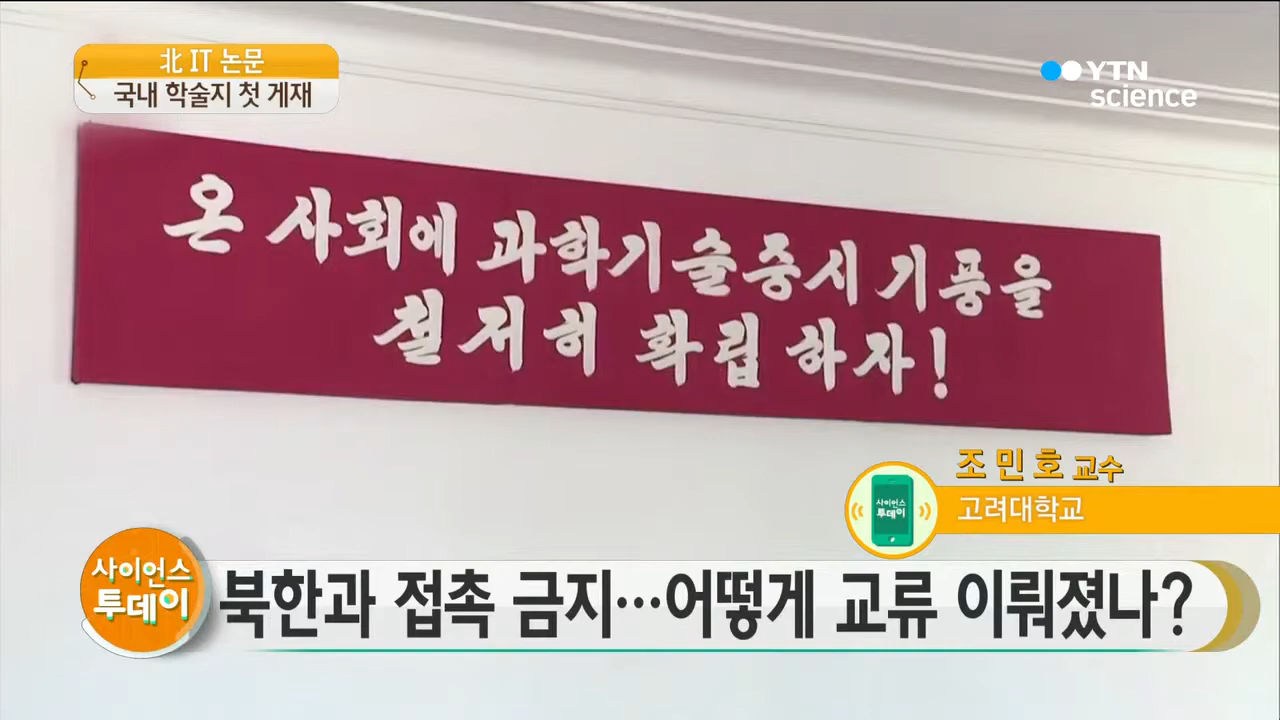 北 IT 논문
국내 학술지 첫 게재
YTN
science
온 사회에 과학기술중시 기풍을
철저히 확립 하자!
조민호 교수
고려대학교
사이언스
투데이
사이언스
투데이
북한과 접촉 금지…어떻게 교류 이뤄졌나?